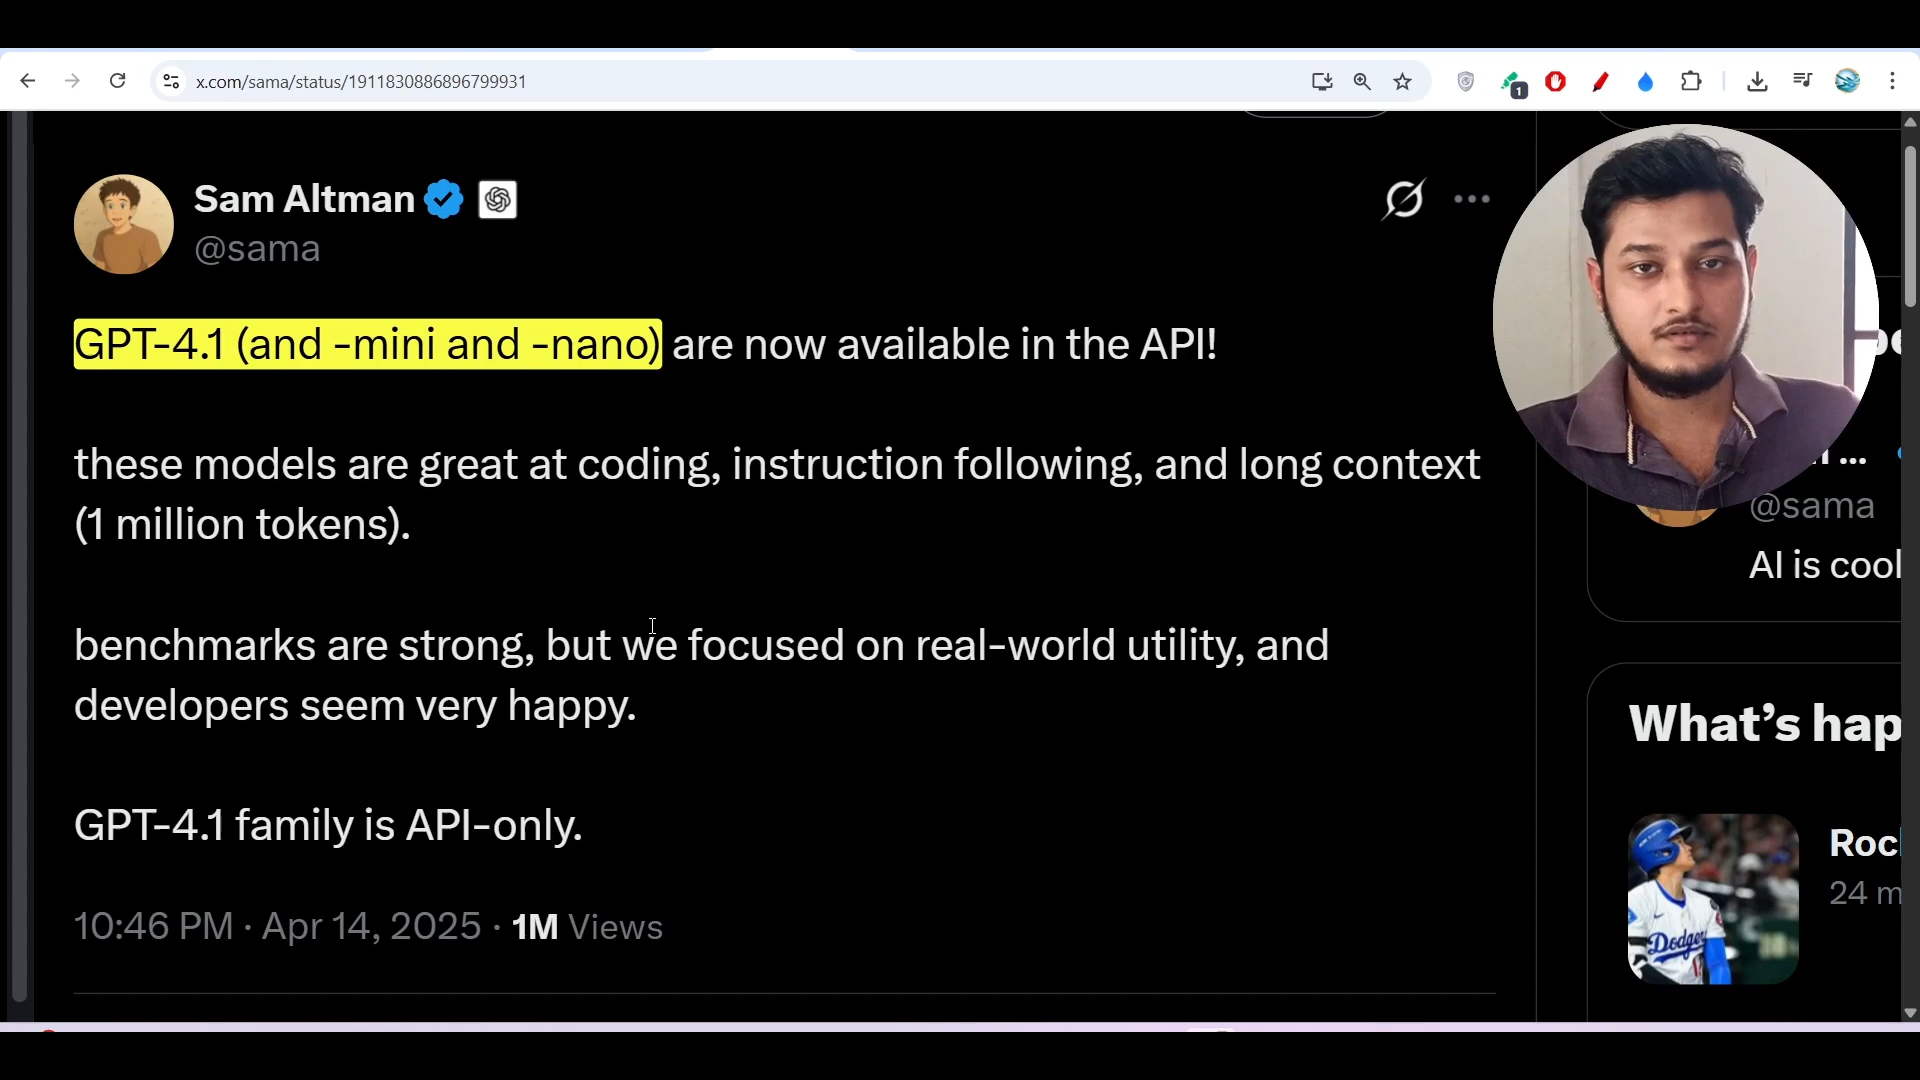 x.com/sama/status/1911830886896799931
1
Sam Altman
@sama
GPT-4.1 (and -mini and -nano) are now available in the API!
these models are great at coding, instruction following, and long context
(1 million tokens).
benchmarks are strong, but we focused on real-world utility, and
developers seem very happy.
GPT-4.1 family is API-only.
10:46 PM · Apr 14, 2025 · 1M Views
@sama
AI is cool
What's hap
Roc
24 m
Dodgers